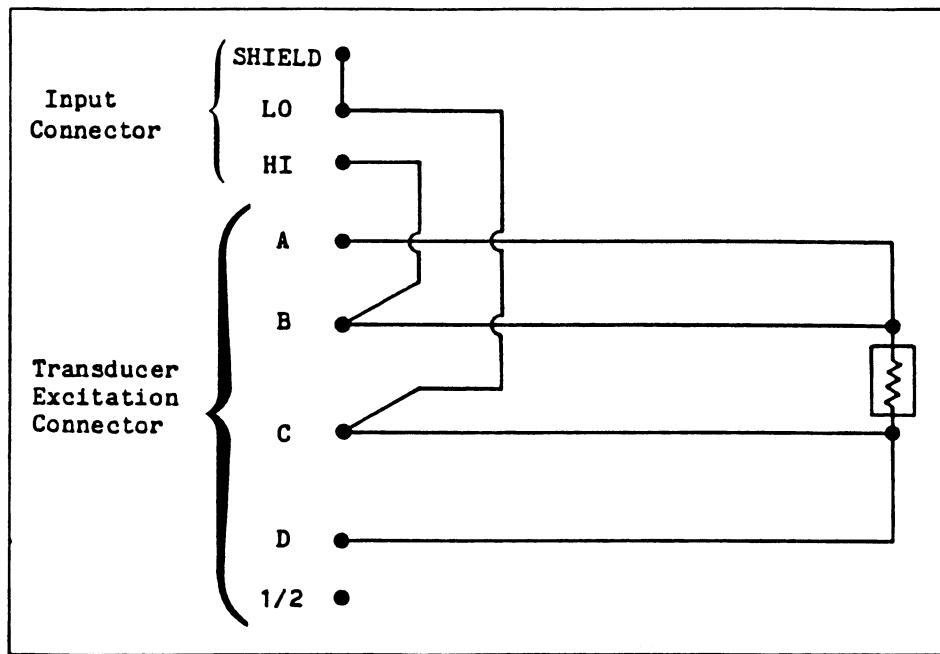 SHIELD
Input
Connector
LO
HI
A
B
Transducer
Excitation
Connector
C
D
1/2